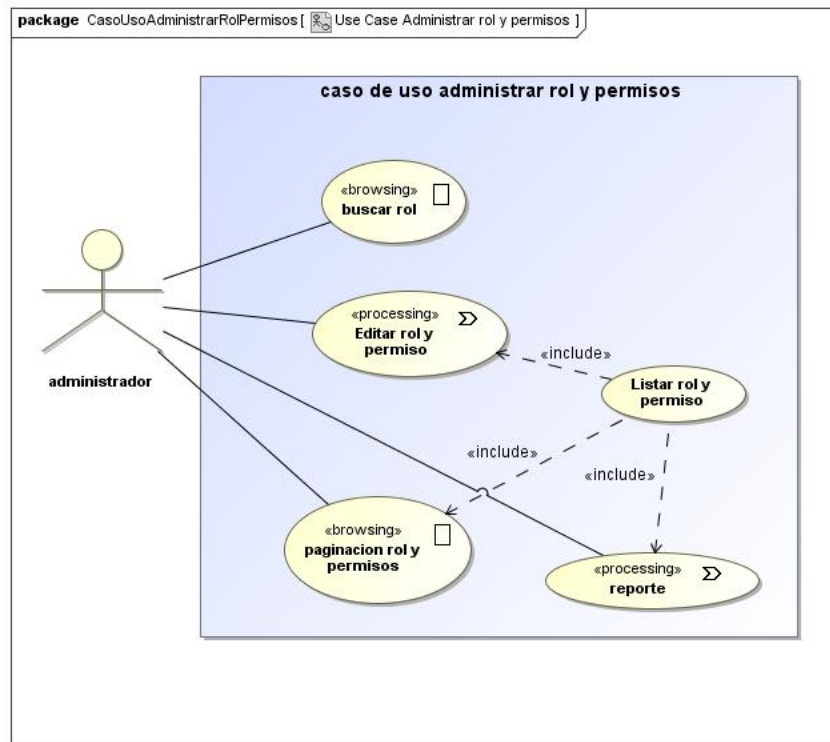 package CasoUsoAdministrarRolPermisos [ Use Case Administrar rol y permisos ]
caso de uso administrar rol y permisos
«browsing»
buscar rol
«processing»
Editar rol y
permiso
«include»
Listar rol y
permiso
administrador
«include»
«include»
«browsing»
paginacion rol y
permisos
«processing»
reporte